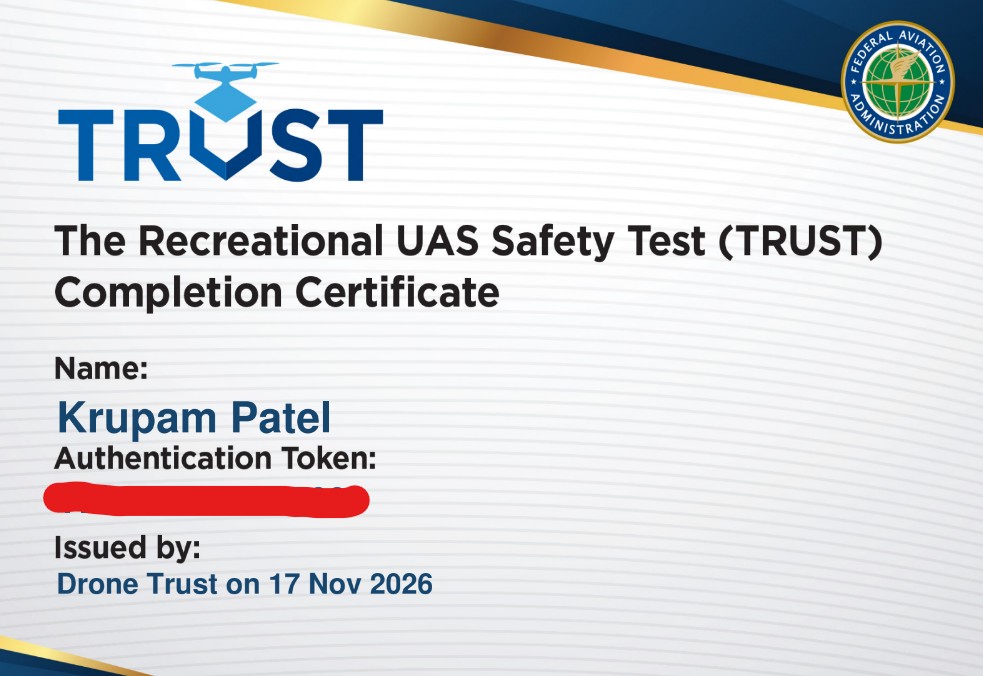 TRUST
FEDERAL AVIATION
ADMINISTRATION
The Recreational UAS Safety Test (TRUST)
Completion Certificate
Name:
Krupam Patel
Authentication Token:
Issued by:
Drone Trust on 17 Nov 2026